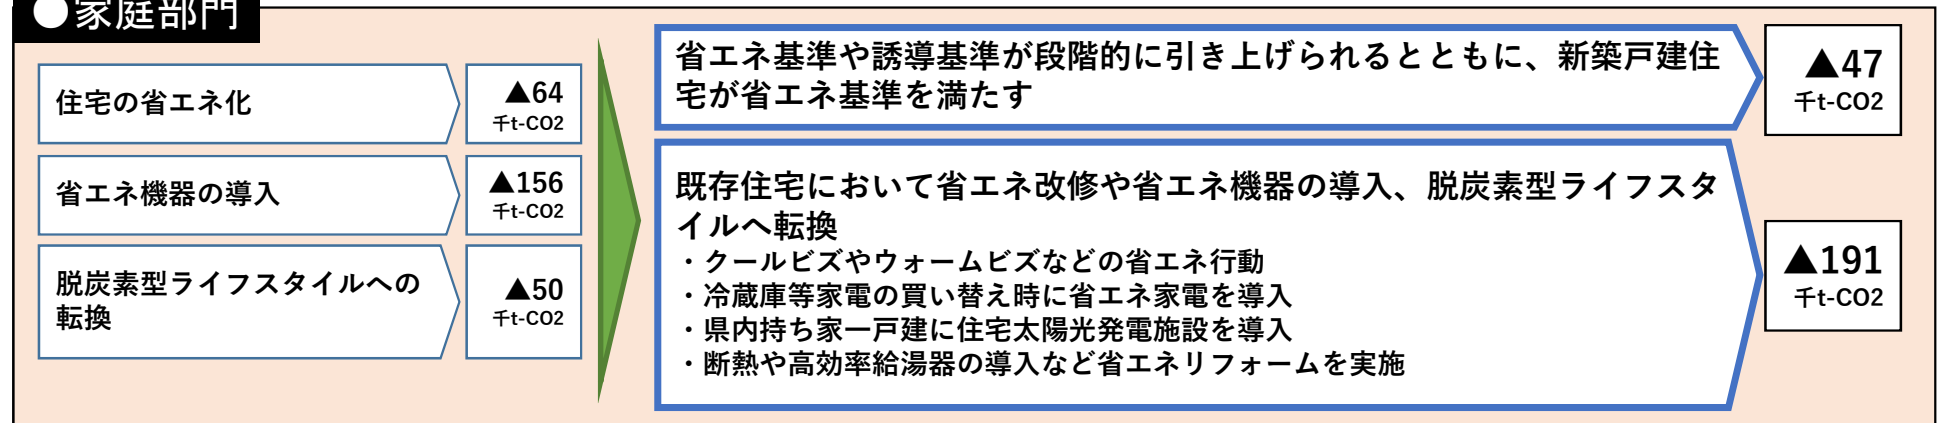 ●家庭部門
住宅の省エネ化
▲64
千t-CO2
省エネ機器の導入
▲156
千t-CO2
脱炭素型ライフスタイルへの
転換
▲50
千t-CO2
省エネ基準や誘導基準が段階的に引き上げられるとともに、新築戸建住
宅が省エネ基準を満たす
▲47
千t-CO2
既存住宅において省エネ改修や省エネ機器の導入、脱炭素型ライフスタ
イルへ転換
・クールビズやウォームビズなどの省エネ行動
・冷蔵庫等家電の買い替え時に省エネ家電を導入
・県内持ち家一戸建に住宅太陽光発電施設を導入
・断熱や高効率給湯器の導入など省エネリフォームを実施
▲191
千t-CO2